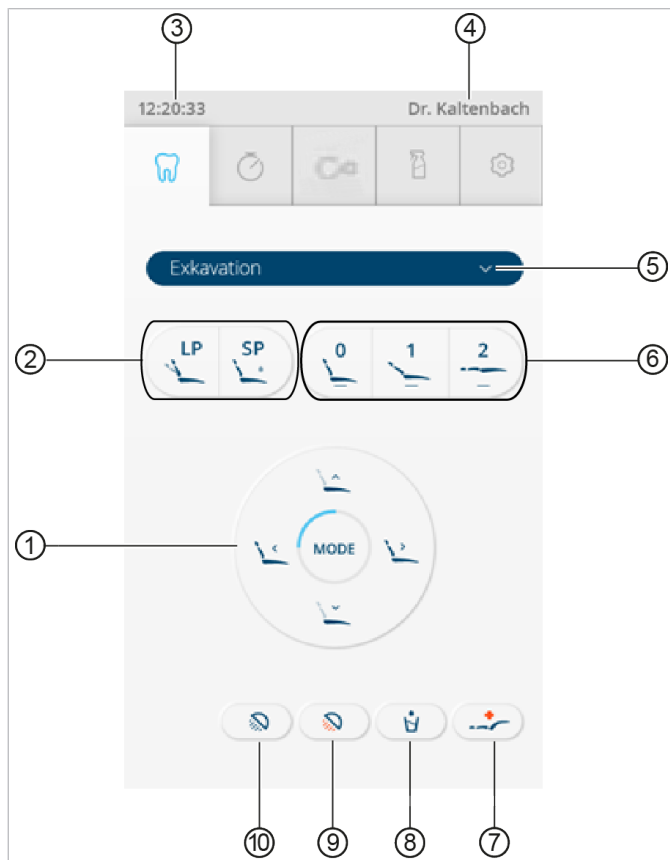 ③ ④
12:20:33 Dr. Kaltenbach
Exkavation
⑤
② LP SP 0 1 2 ⑥
① MODE
⑩ ⑨ ⑧ ⑦